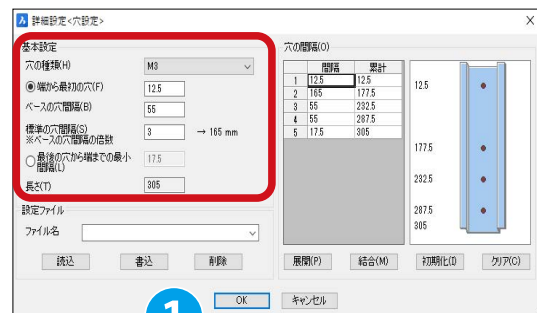 詳細設定<穴設定>
基本設定
穴の種類(H) M3
端から最初の穴(F) 12.5
ベースの穴間隔(B) 55
標準の穴間隔(S) 3 → 165 mm
※ベースの穴間隔の倍数
最後の穴から端までの最小 17.5
間隔(L)
長さ(T) 305
設定ファイル
ファイル名
読込 書込 削除
穴の間隔(O)
間隔 累計
1 12.5 12.5
2 165 177.5
3 55 232.5
4 55 287.5
5 17.5 305
12.5
177.5
232.5
287.5
305
展開(P) 結合(M) 初期化(I) クリア(C)
1
OK キャンセル